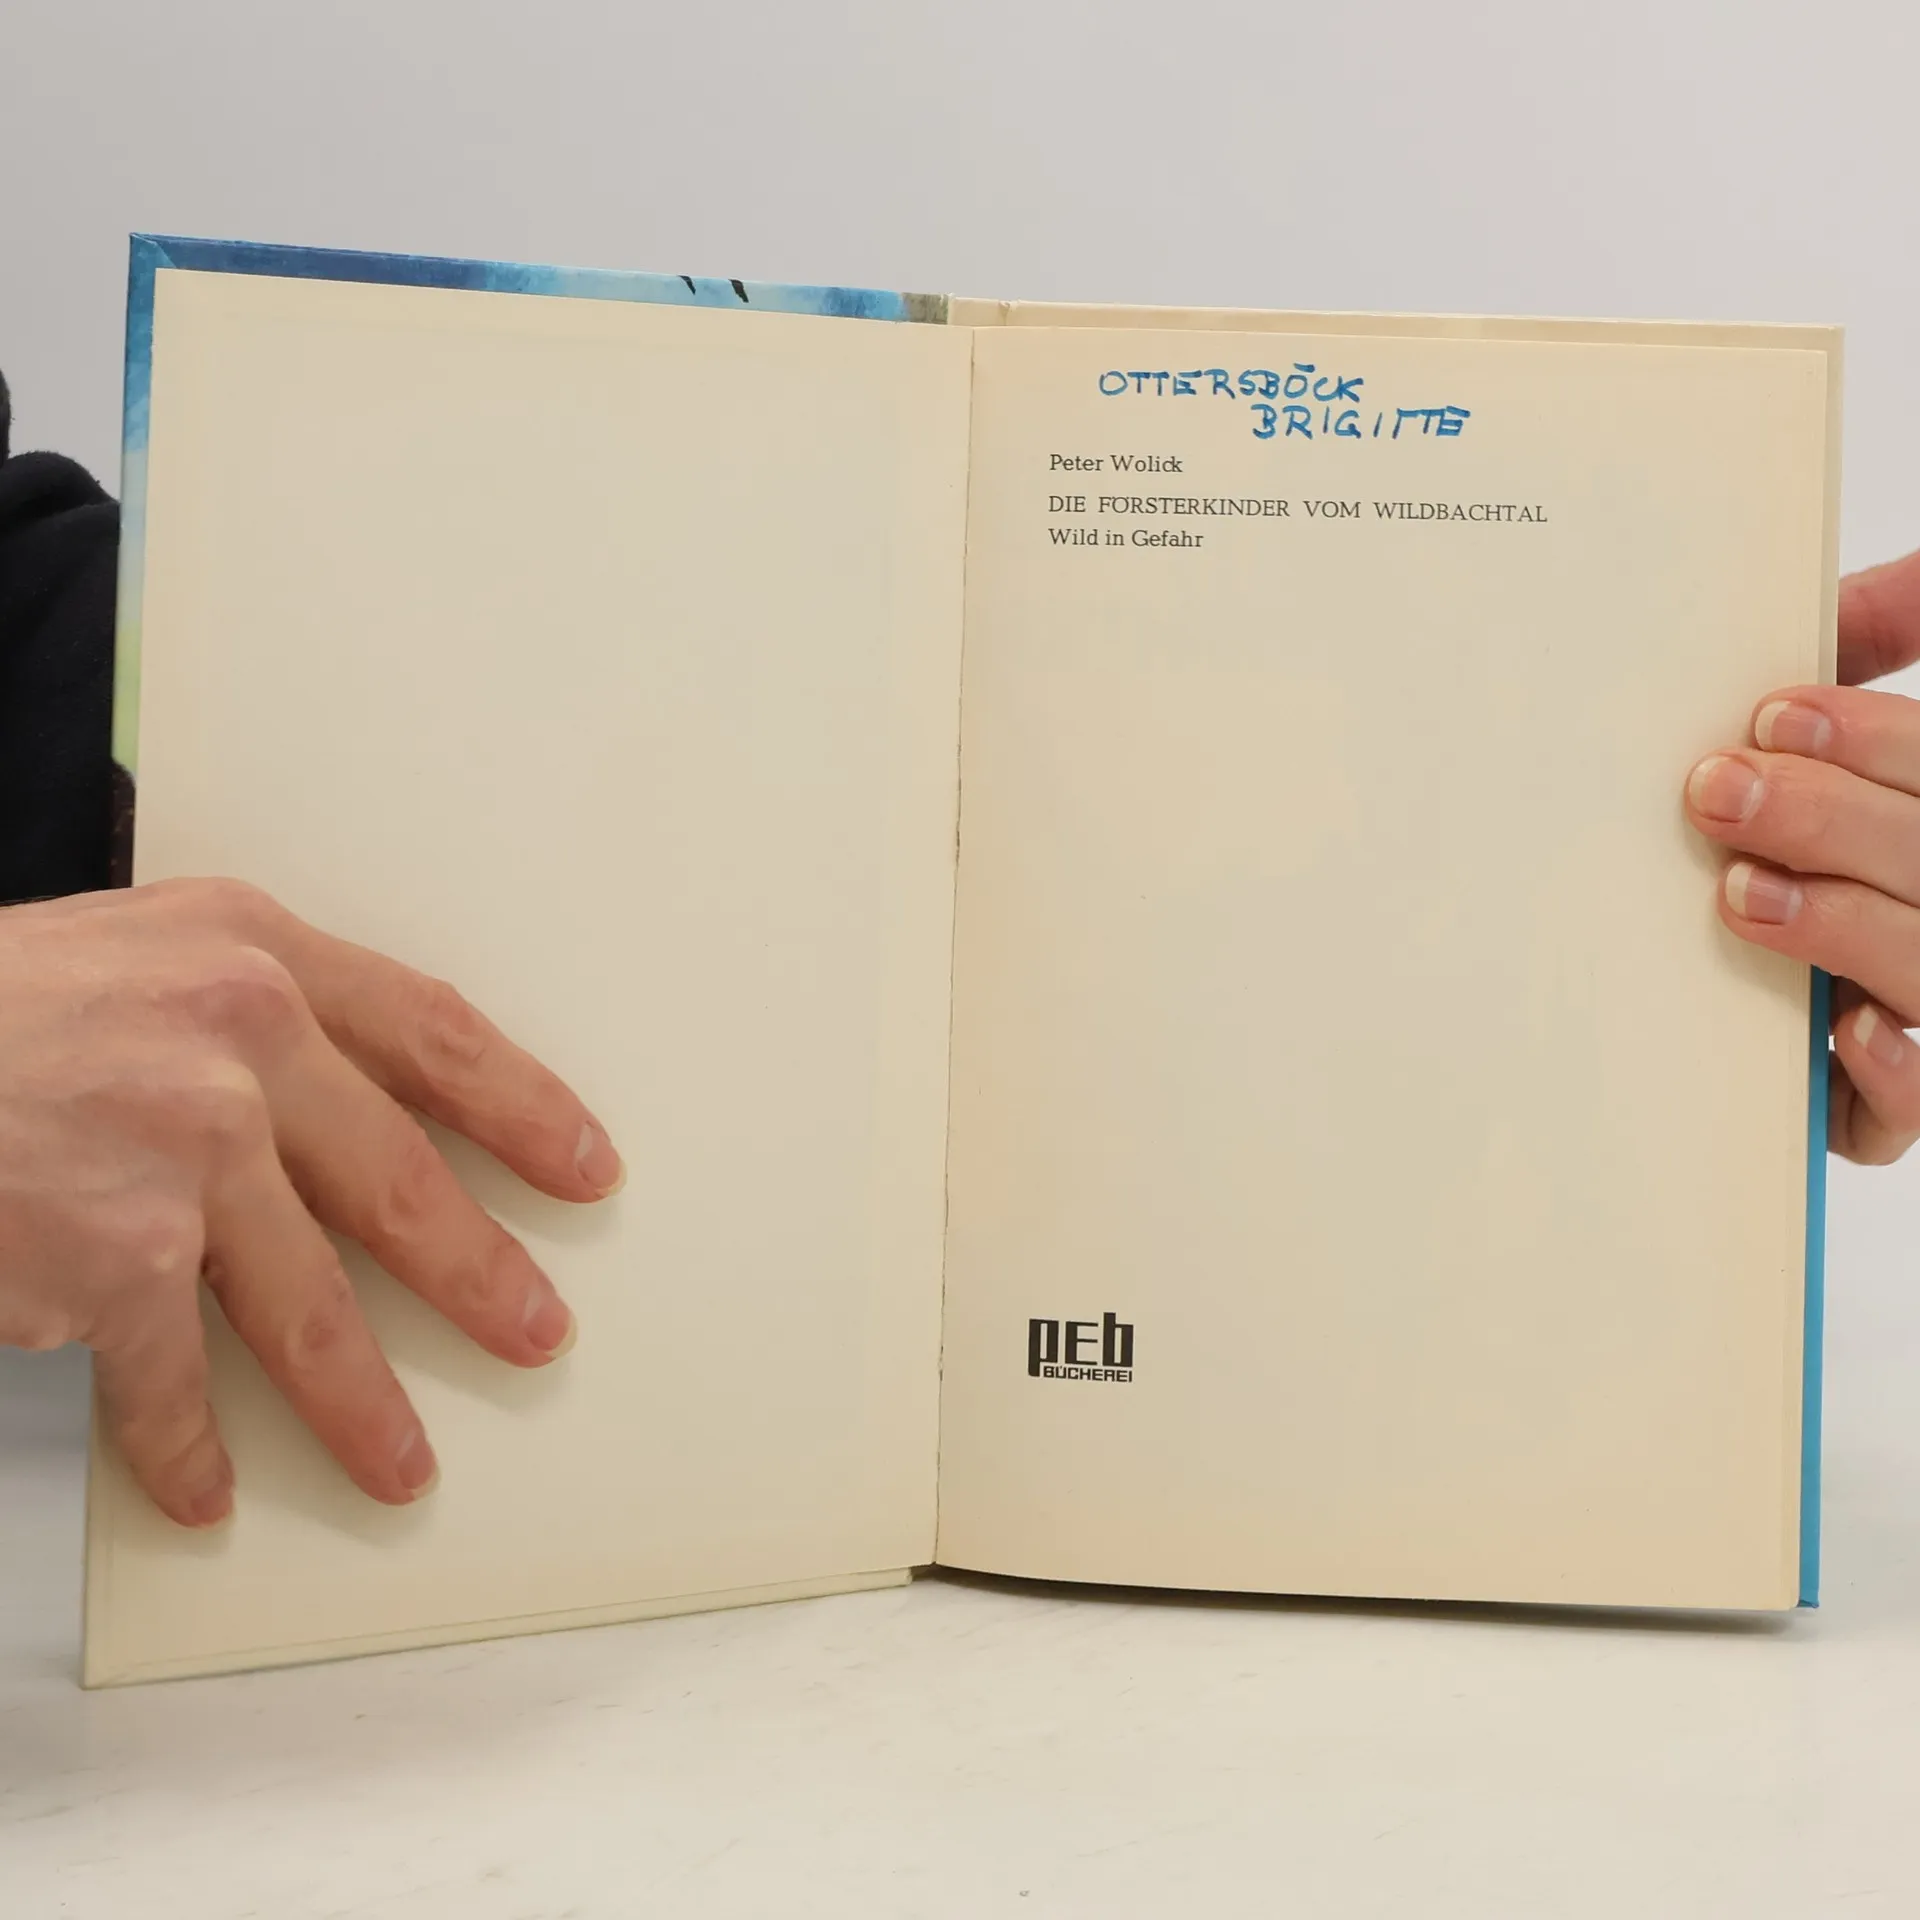 OTTERSBÖCK
BRIGITTE
Peter Wolick
DIE FÖRSTERKINDER VOM WILDBACHTAL
Wild in Gefahr
pEb
BÜCHEREI